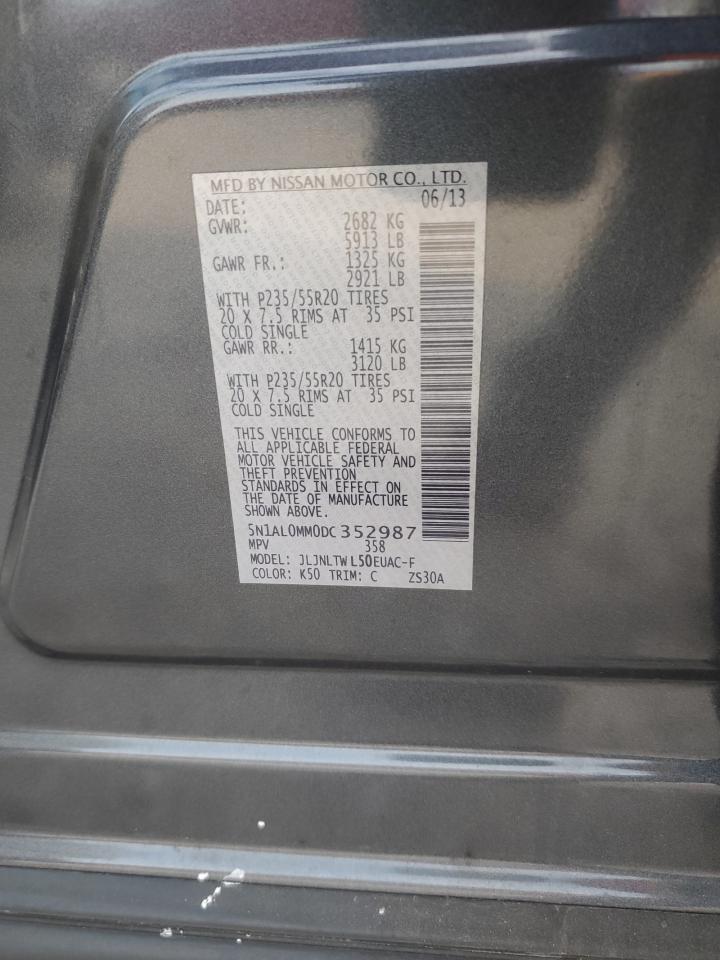 MFD BY NISSAN MOTOR CO., LTD.
DATE: 06/13
GVWR: 2682 KG
5913 LB
GAWR FR.: 1325 KG
2921 LB
WITH P235/55R20 TIRES
20 X 7.5 RIMS AT 35 PSI
COLD SINGLE
GAWR RR.: 1415 KG
3120 LB
WITH P235/55R20 TIRES
20 X 7.5 RIMS AT 35 PSI
COLD SINGLE
THIS VEHICLE CONFORMS TO
ALL APPLICABLE FEDERAL
MOTOR VEHICLE SAFETY AND
THEFT PREVENTION
STANDARDS IN EFFECT ON
THE DATE OF MANUFACTURE
SHOWN ABOVE.
5N1AL0MM0DC352987
MPV 358
MODEL: JLJNLTWL50EUAC-F
COLOR: K50 TRIM: C ZS30A